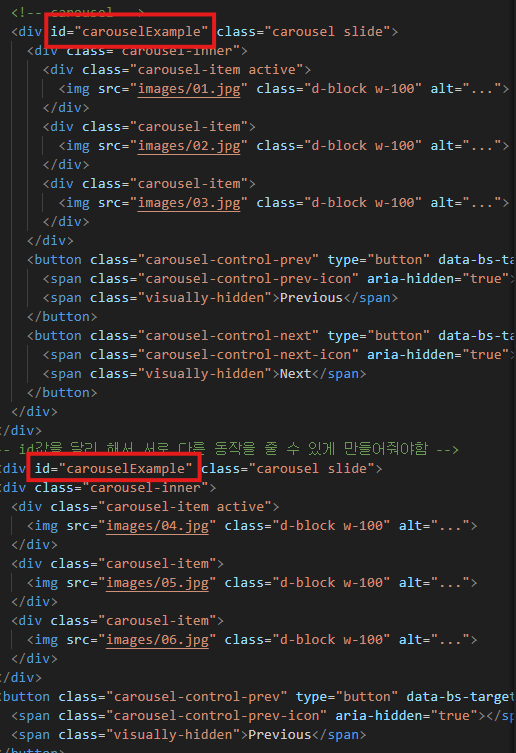 <!-- carousel -->
<div id="carouselExample" class="carousel slide">
<div class="carousel-inner">
<div class="carousel-item active">
<img src="images/01.jpg" class="d-block w-100" alt="...">
</div>
<div class="carousel-item">
<img src="images/02.jpg" class="d-block w-100" alt="...">
</div>
<div class="carousel-item">
<img src="images/03.jpg" class="d-block w-100" alt="...">
</div>
</div>
<button class="carousel-control-prev" type="button" data-bs-ta
<span class="carousel-control-prev-icon" aria-hidden="true"
<span class="visually-hidden">Previous</span>
</button>
<button class="carousel-control-next" type="button" data-bs-ta
<span class="carousel-control-next-icon" aria-hidden="true"
<span class="visually-hidden">Next</span>
</button>
</div>
</div>
-- id값을 달리 해서 서로 다른 동작을 줄 수 있게 만들어줘야함 -->
<div id="carouselExample" class="carousel slide">
<div class="carousel-inner">
<div class="carousel-item active">
<img src="images/04.jpg" class="d-block w-100" alt="...">
</div>
<div class="carousel-item">
<img src="images/05.jpg" class="d-block w-100" alt="...">
</div>
<div class="carousel-item">
<img src="images/06.jpg" class="d-block w-100" alt="...">
</div>
</div>
<button class="carousel-control-prev" type="button" data-bs-target
<span class="carousel-control-prev-icon" aria-hidden="true"></sp
<span class="visually-hidden">Previous</span>
</button>